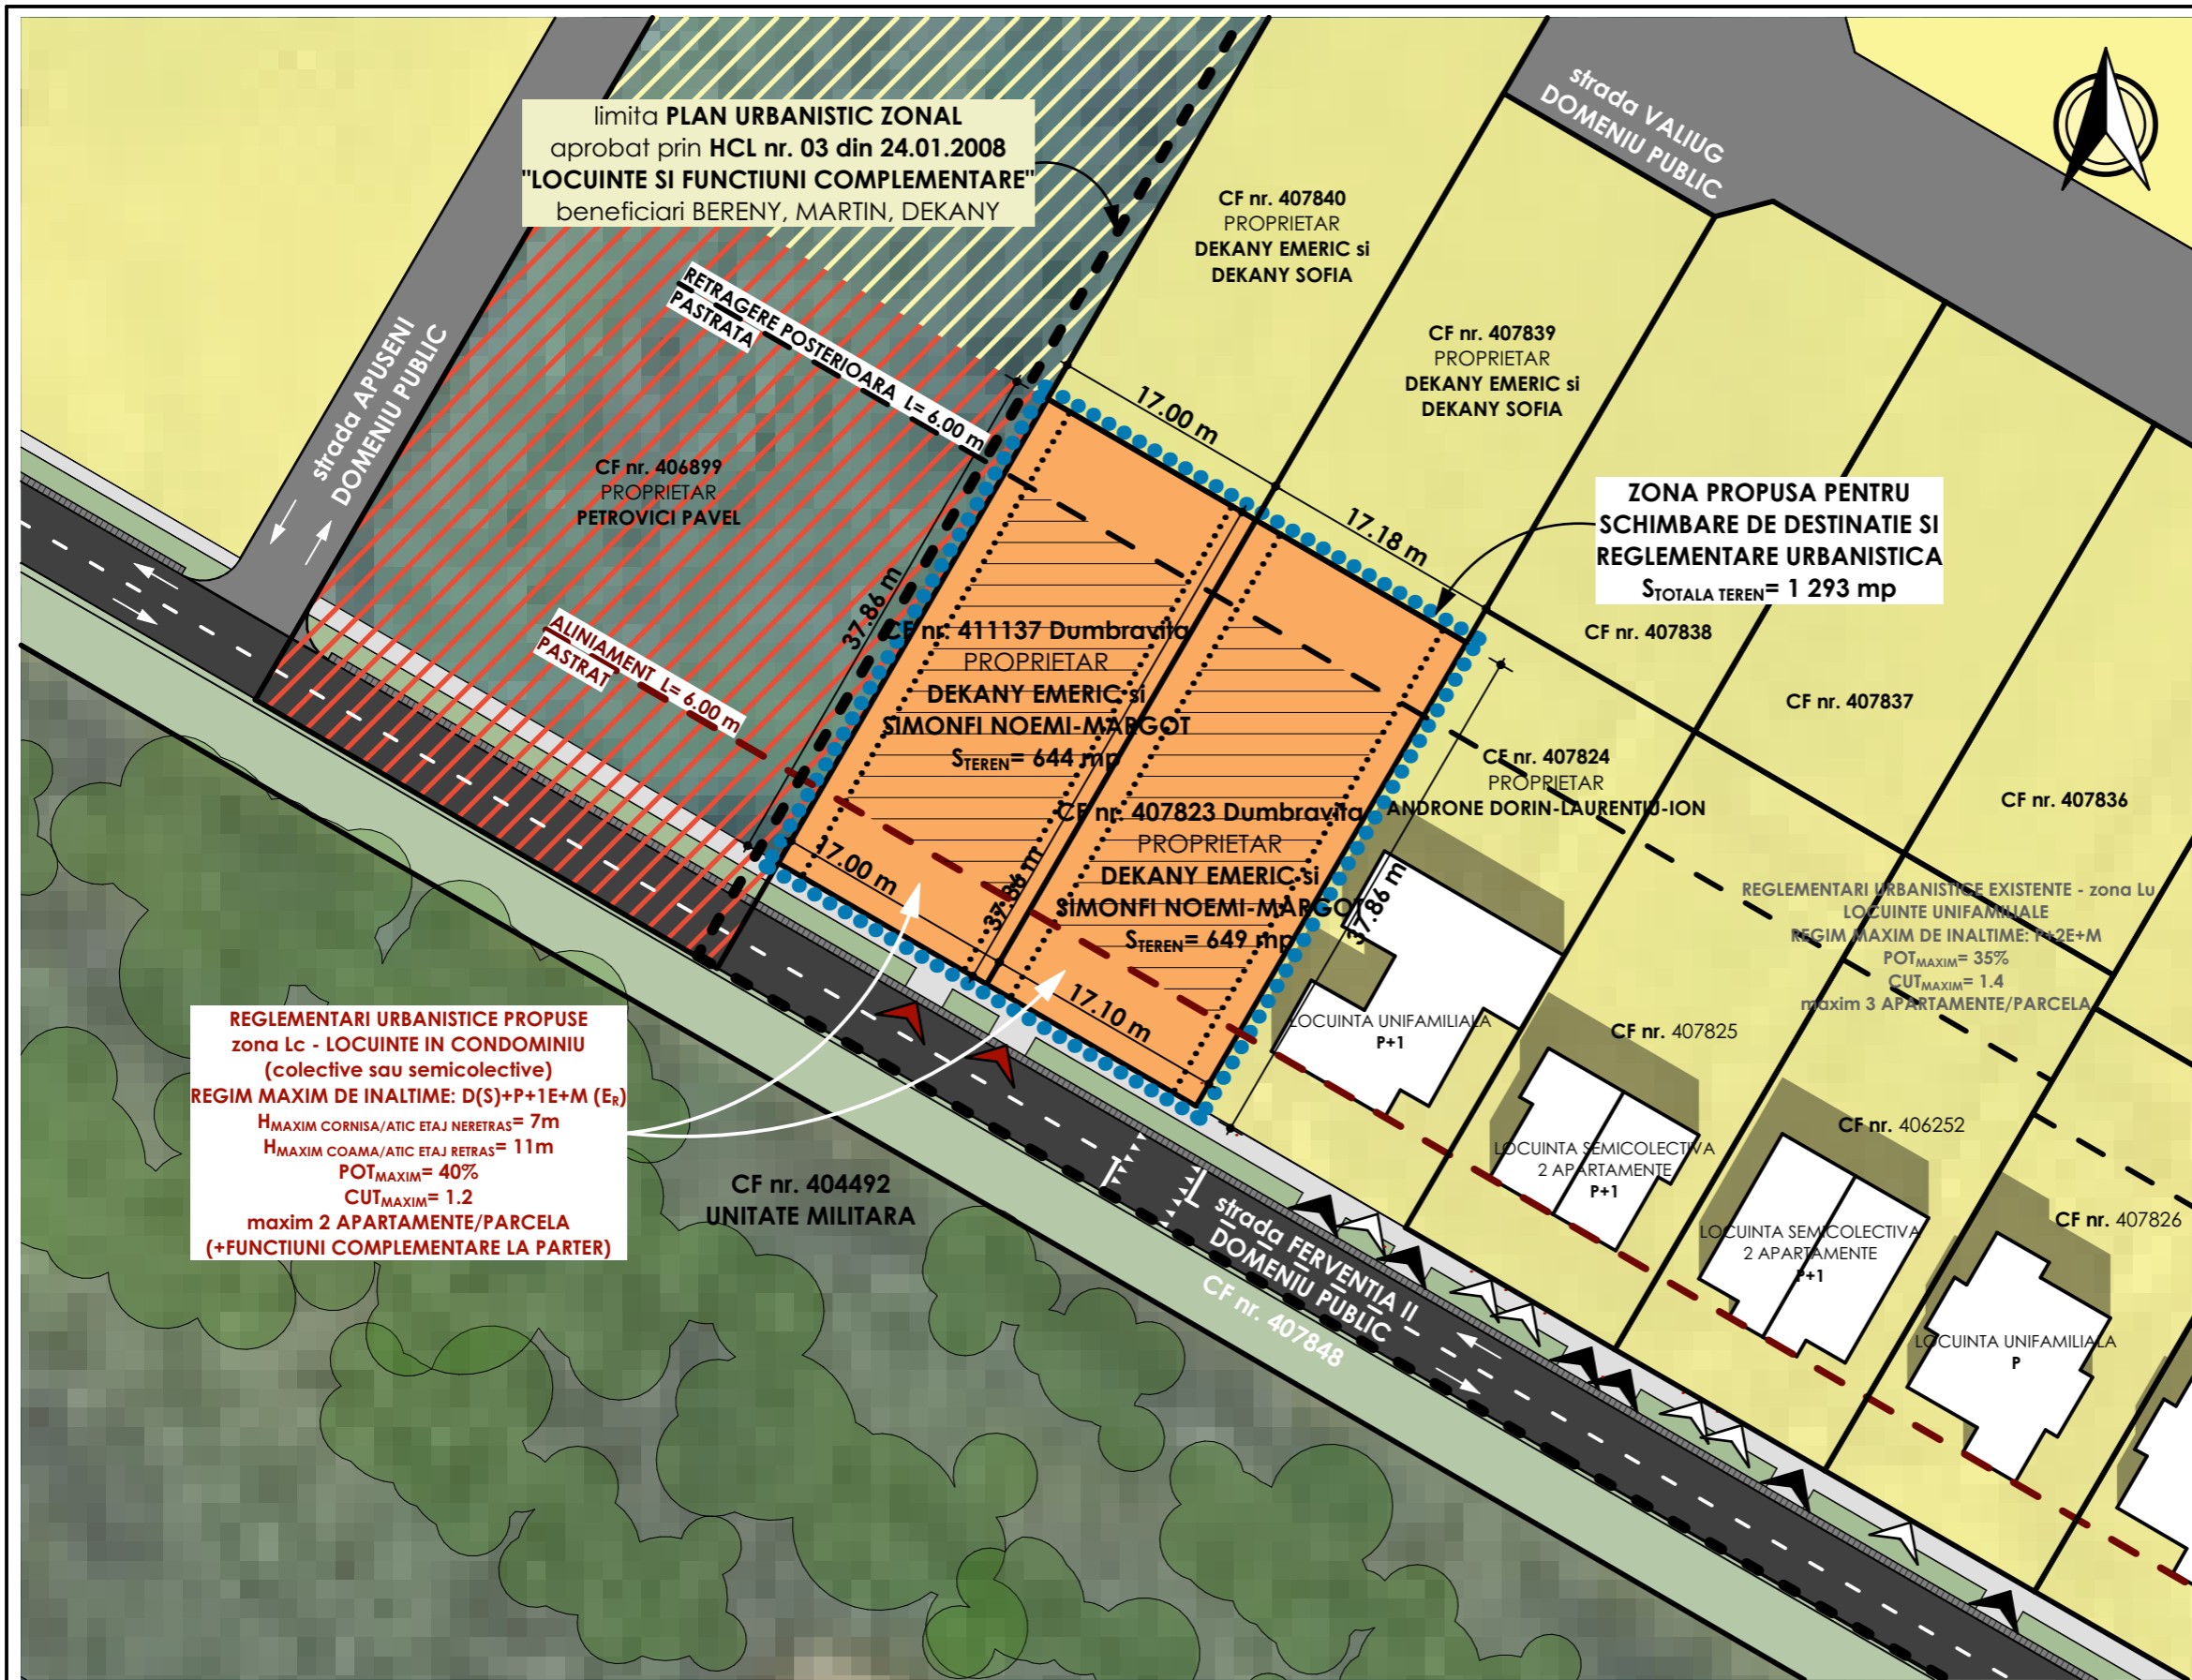 limita PLAN URBANISTIC ZONAL
aprobat prin HCL nr. 03 din 24.01.2008
"LOCUINTE SI FUNCTIUNI COMPLEMENTARE"
beneficiari BERENY, MARTIN, DEKANY
strada VALIUG
DOMENIU PUBLIC
CF nr. 407840
PROPRIETAR
DEKANY EMERIC si
DEKANY SOFIA
CF nr. 407839
PROPRIETAR
DEKANY EMERIC si
DEKANY SOFIA
strada APUSENI
DOMENIU PUBLIC
RETRAGERE POSTERIOARA L= 6.00 m
PASTRATA
17.00 m
17.18 m
CF nr. 406899
PROPRIETAR
PETROVICI PAVEL
ZONA PROPUSA PENTRU
SCHIMBARE DE DESTINATIE SI
REGLEMENTARE URBANISTICA
STOTALA TEREN= 1 293 mp
37.86 m
ALINIAMENT L= 6.00 m
PASTRAT
CF nr. 411137 Dumbravita
PROPRIETAR
DEKANY EMERIC si
SIMONFI NOEMI-MARGOT
STEREN= 644 mp
CF nr. 407838
CF nr. 407837
CF nr. 407824
PROPRIETAR
ANDRONE DORIN-LAURENTIU-ION
CF nr. 407836
CF nr. 407823 Dumbravita
PROPRIETAR
DEKANY EMERIC si
SIMONFI NOEMI-MARGOT
STEREN= 649 mp
17.00 m
37.86 m
37.86 m
17.10 m
REGLEMENTARI URBANISTICE EXISTENTE - zona Lu
LOCUINTE UNIFAMILIALE
REGIM MAXIM DE INALTIME: P+2E+M
POTMAXIM= 35%
CUTMAXIM= 1.4
maxim 3 APARTAMENTE/PARCELA
REGLEMENTARI URBANISTICE PROPUSE
zona Lc - LOCUINTE IN CONDOMINIU
(colective sau semicolective)
REGIM MAXIM DE INALTIME: D(S)+P+1E+M (ER)
HMAXIM CORNISA/ATIC ETAJ NERETRAS= 7m
HMAXIM COAMA/ATIC ETAJ RETRAS= 11m
POTMAXIM= 40%
CUTMAXIM= 1.2
maxim 2 APARTAMENTE/PARCELA
(+FUNCTIUNI COMPLEMENTARE LA PARTER)
LOCUINTA UNIFAMILIALA
P+1
CF nr. 407825
LOCUINTA SEMICOLECTIVA
2 APARTAMENTE
P+1
CF nr. 406252
LOCUINTA SEMICOLECTIVA
2 APARTAMENTE
P+1
CF nr. 407826
LOCUINTA UNIFAMILIALA
P
CF nr. 404492
UNITATE MILITARA
strada FERVENTIA II
DOMENIU PUBLIC
CF nr. 407848